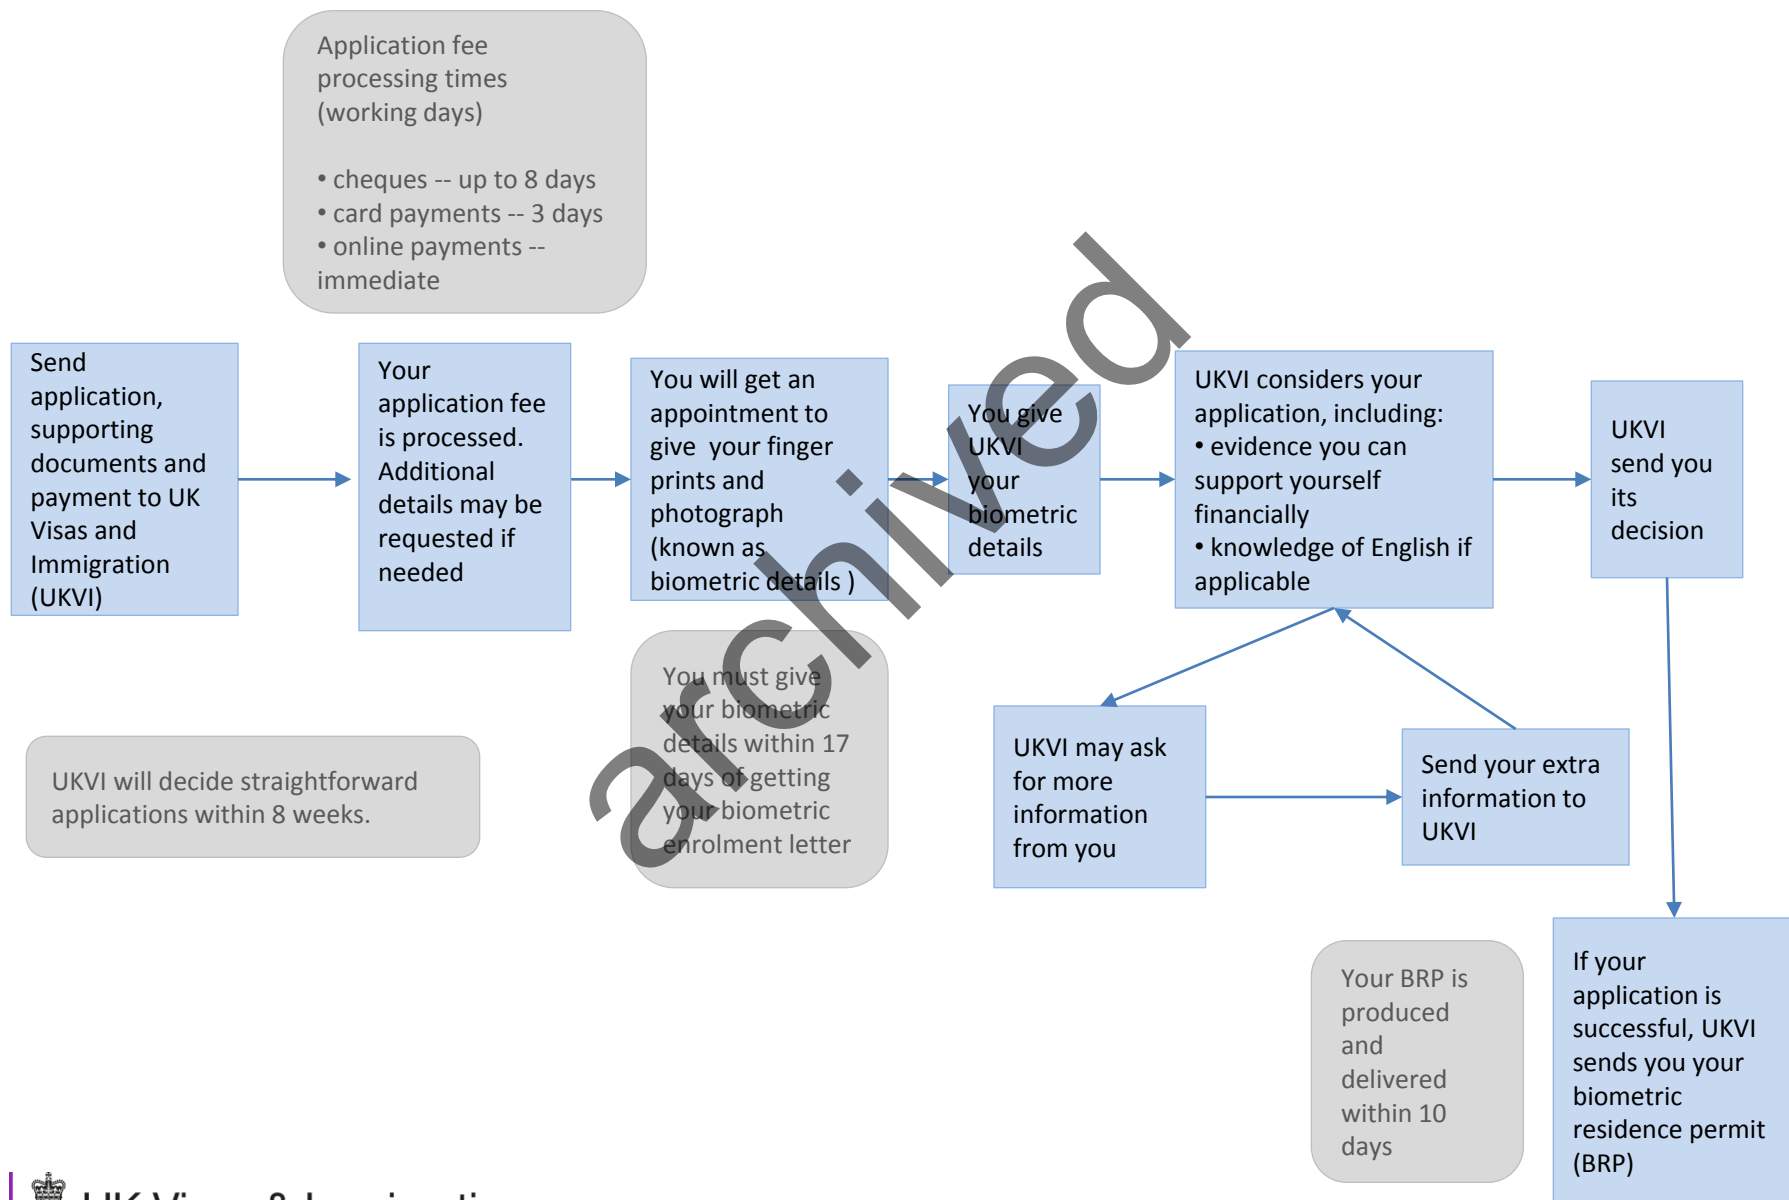 Application fee
processing times
(working days)
• cheques -- up to 8 days
• card payments -- 3 days
• online payments --
immediate
Send
application,
supporting
documents and
payment to UK
Visas and
Immigration
(UKVI)
Your
application fee
is processed.
Additional
details may be
requested if
needed
You will get an
appointment to
give your finger
prints and
photograph
(known as
biometric details )
You give
UKVI
your
biometric
details
UKVI considers your
application, including:
• evidence you can
support yourself
financially
• knowledge of English if
applicable
UKVI
send you
its
decision
archived
You must give
your biometric
details within 17
days of getting
your biometric
enrolment letter
UKVI will decide straightforward
applications within 8 weeks.
UKVI may ask
for more
information
from you
Send your extra
information to
UKVI
Your BRP is
produced
and
delivered
within 10
days
If your
application is
successful, UKVI
sends you your
biometric
residence permit
(BRP)
UK Visas & Immigration